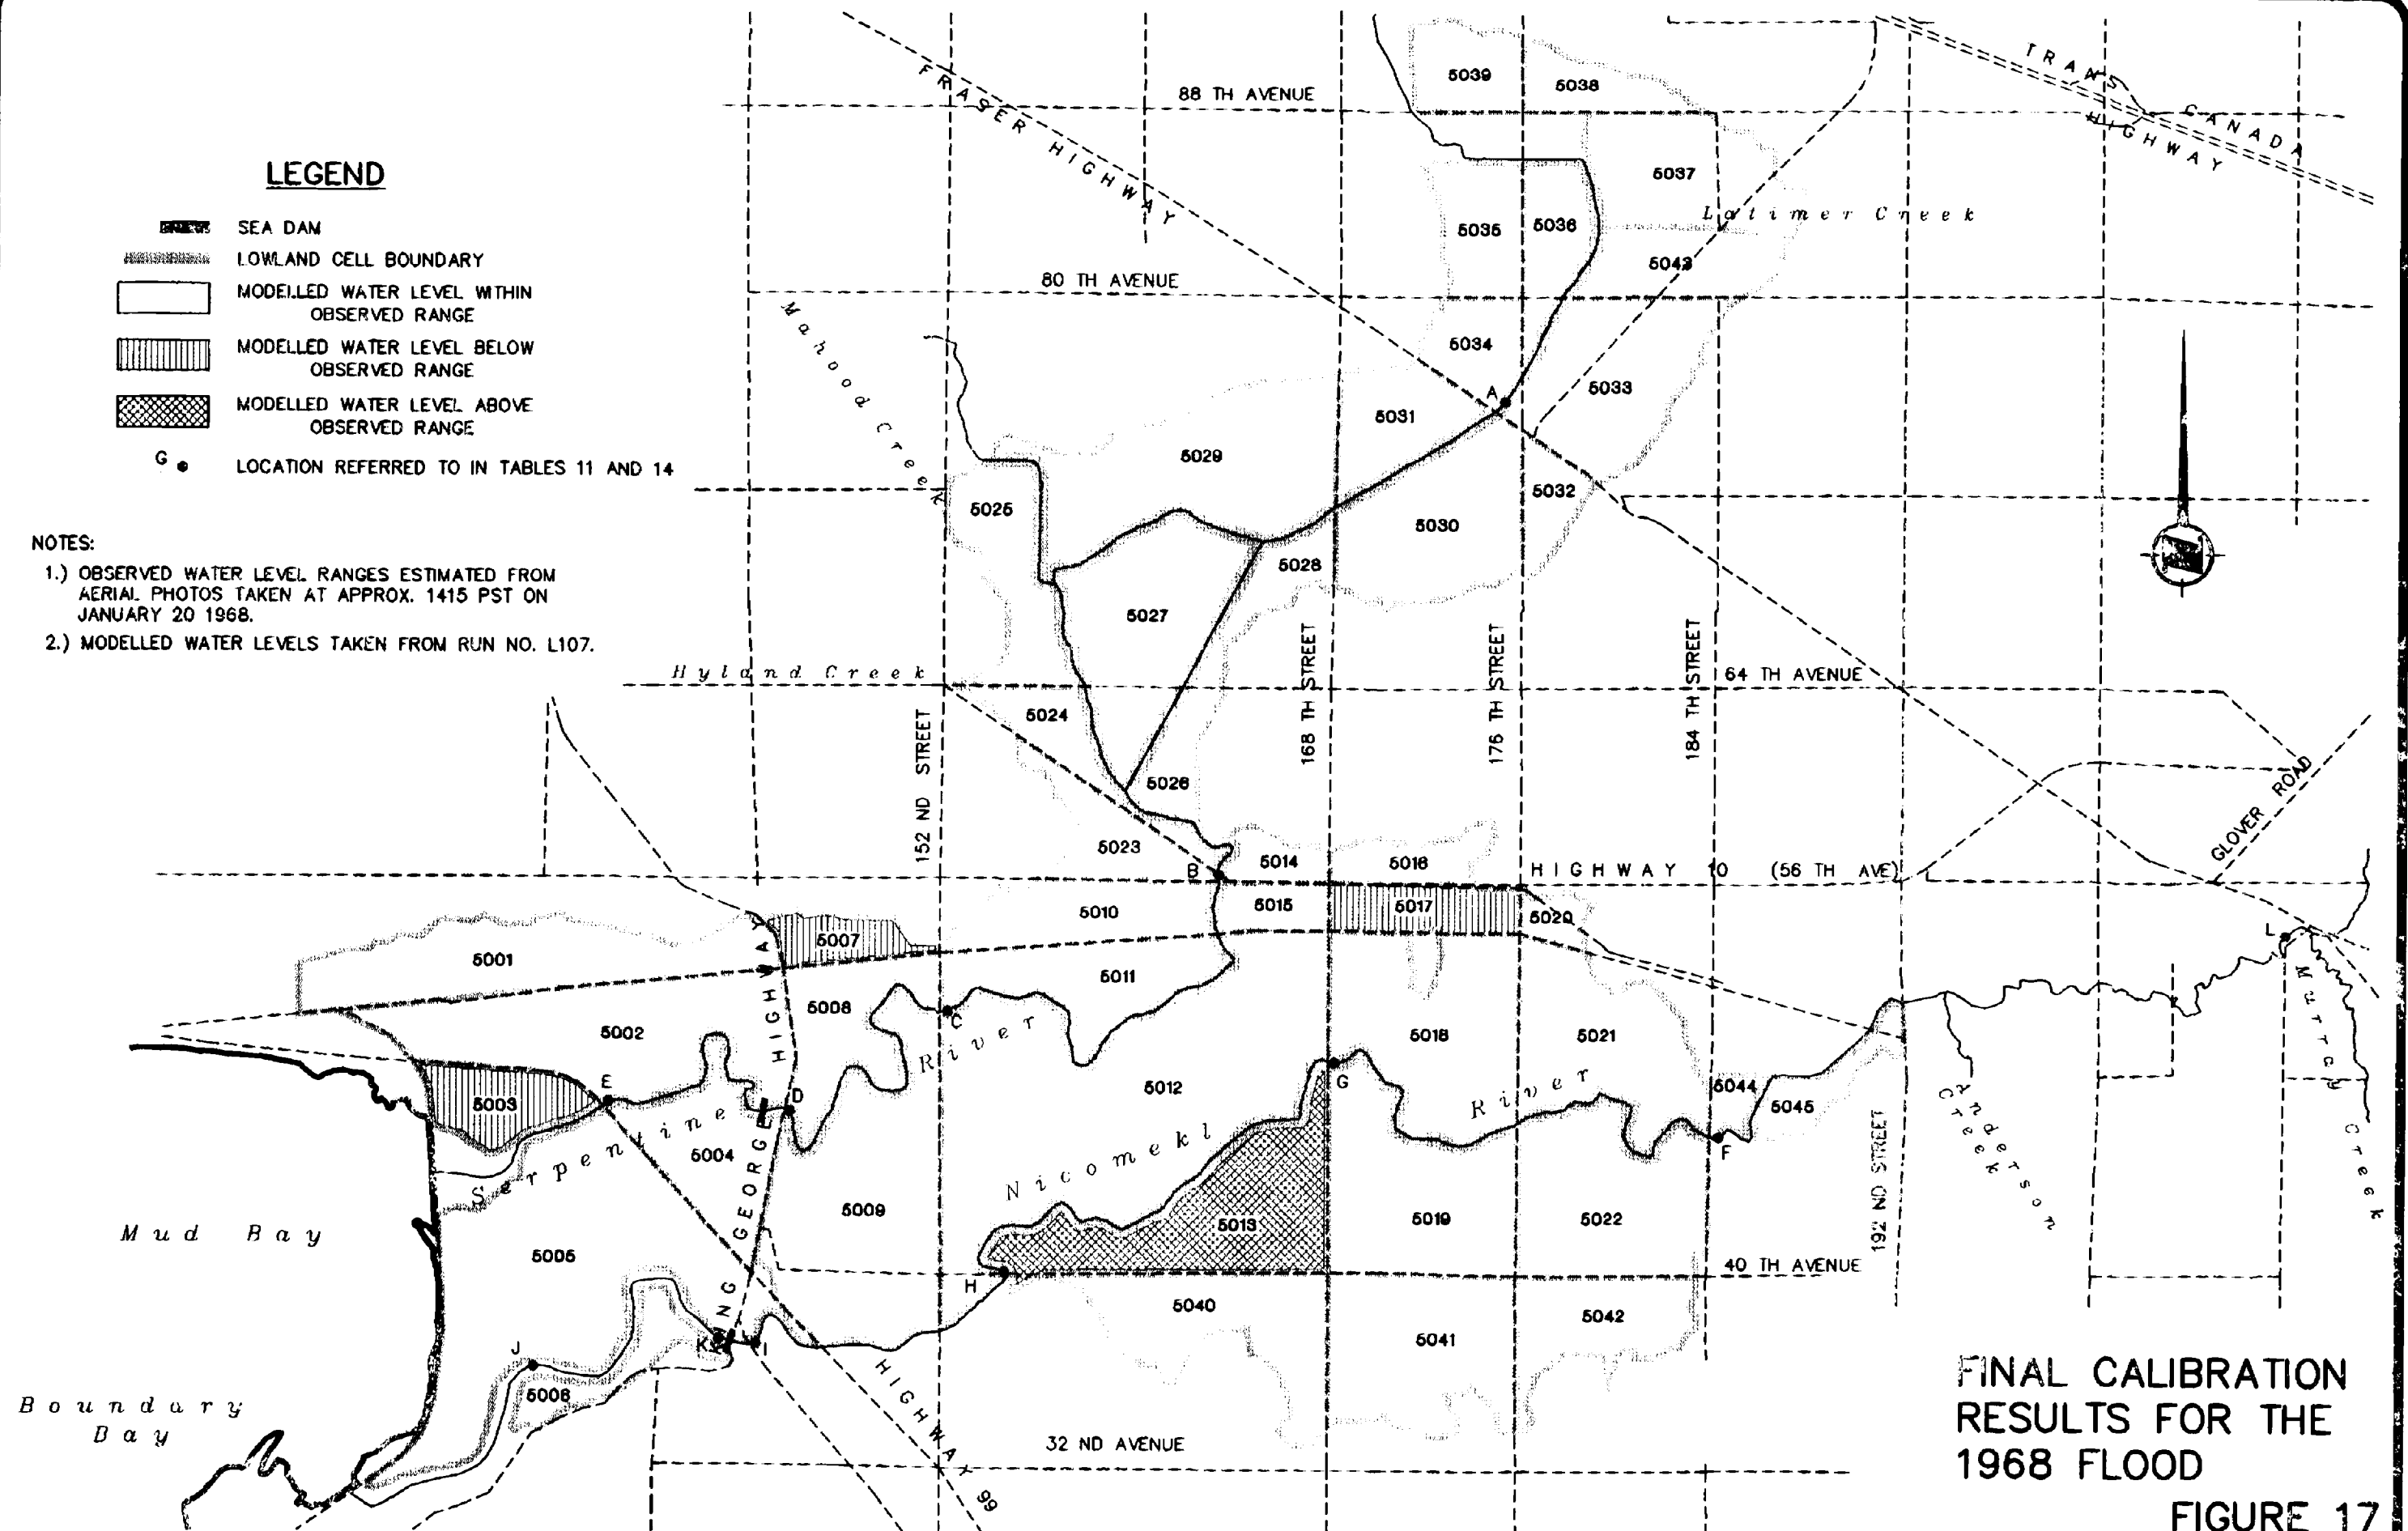 LEGEND
SEA DAM
LOWLAND CELL BOUNDARY
MODELLED WATER LEVEL WITHIN
OBSERVED RANGE
MODELLED WATER LEVEL BELOW
OBSERVED RANGE
MODELLED WATER LEVEL ABOVE
OBSERVED RANGE
G
LOCATION REFERRED TO IN TABLES 11 AND 14
NOTES:
1.) OBSERVED WATER LEVEL RANGES ESTIMATED FROM
AERIAL PHOTOS TAKEN AT APPROX. 1415 PST ON
JANUARY 20 1968.
2.) MODELLED WATER LEVELS TAKEN FROM RUN NO. L107.
FRASER HIGHWAY
88 TH AVENUE
TRANS CANADA
HIGHWAY
5039
5038
5037
Latimer Creek
5035
5036
5043
80 TH AVENUE
Mahood Creek
5034
A
5033
5031
5029
5032
5025
5030
5028
5027
168 TH STREET
176 TH STREET
184 TH STREET
Hyland Creek
64 TH AVENUE
5024
152 ND STREET
5026
GLOVER ROAD
5023
B
5014
5016
HIGHWAY 10 (56 TH AVE)
5010
5015
5017
5020
5007
5001
5011
L
Murray Creek
5008
C
5002
River
5018
5021
KING GEORGE HIGHWAY
E
D
5012
G
River
5044
5045
5003
Serpentine
5004
F
Anderson
Creek
192 ND STREET
Nicomekl
5009
5013
5019
5022
Mud Bay
5005
H
40 TH AVENUE
5040
5041
5042
K
I
J
5006
Boundary
Bay
HIGHWAY 99
32 ND AVENUE
FINAL CALIBRATION
RESULTS FOR THE
1968 FLOOD
FIGURE 17